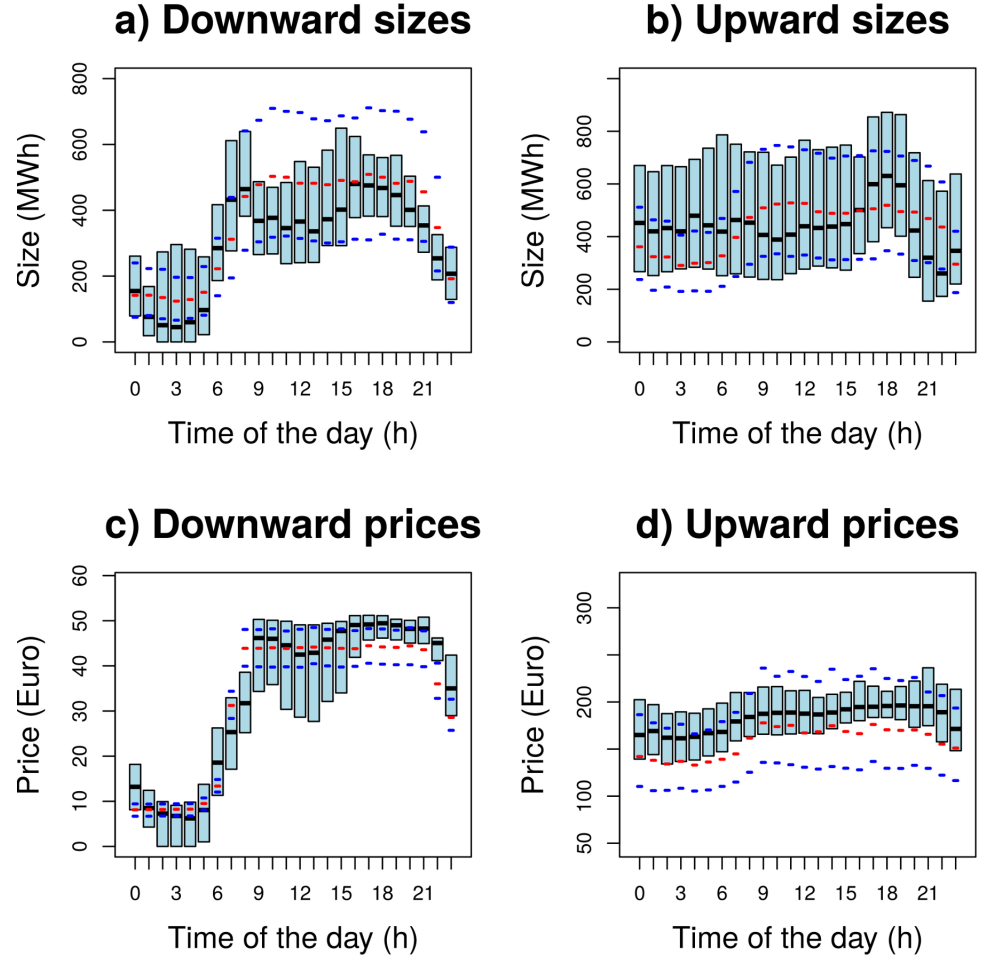 a) Downward sizes
Size (MWh)
0 200 400 600 800
0 3 6 9 12 15 18 21
Time of the day (h)
b) Upward sizes
Size (MWh)
0 200 400 600 800
0 3 6 9 12 15 18 21
Time of the day (h)
c) Downward prices
Price (Euro)
0 10 20 30 40 50 60
0 3 6 9 12 15 18 21
Time of the day (h)
d) Upward prices
Price (Euro)
50 100 200 300
0 3 6 9 12 15 18 21
Time of the day (h)